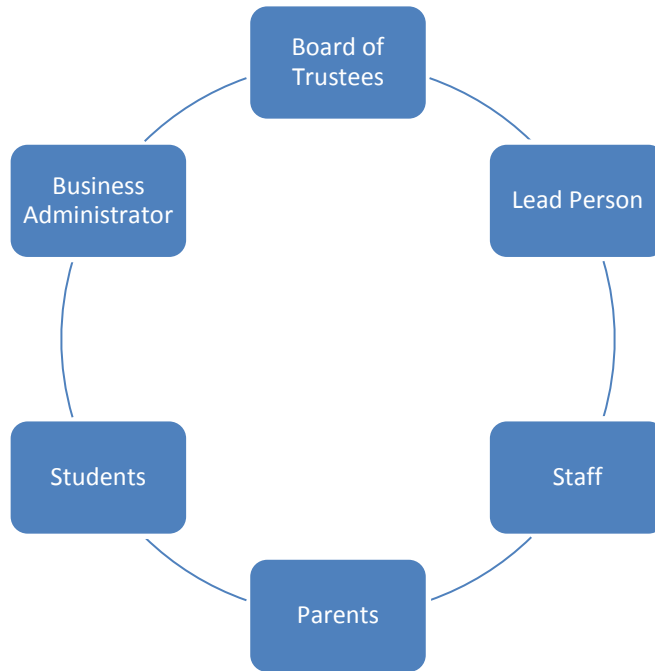 Board of
Trustees
Lead Person
Staff
Parents
Students
Business
Administrator